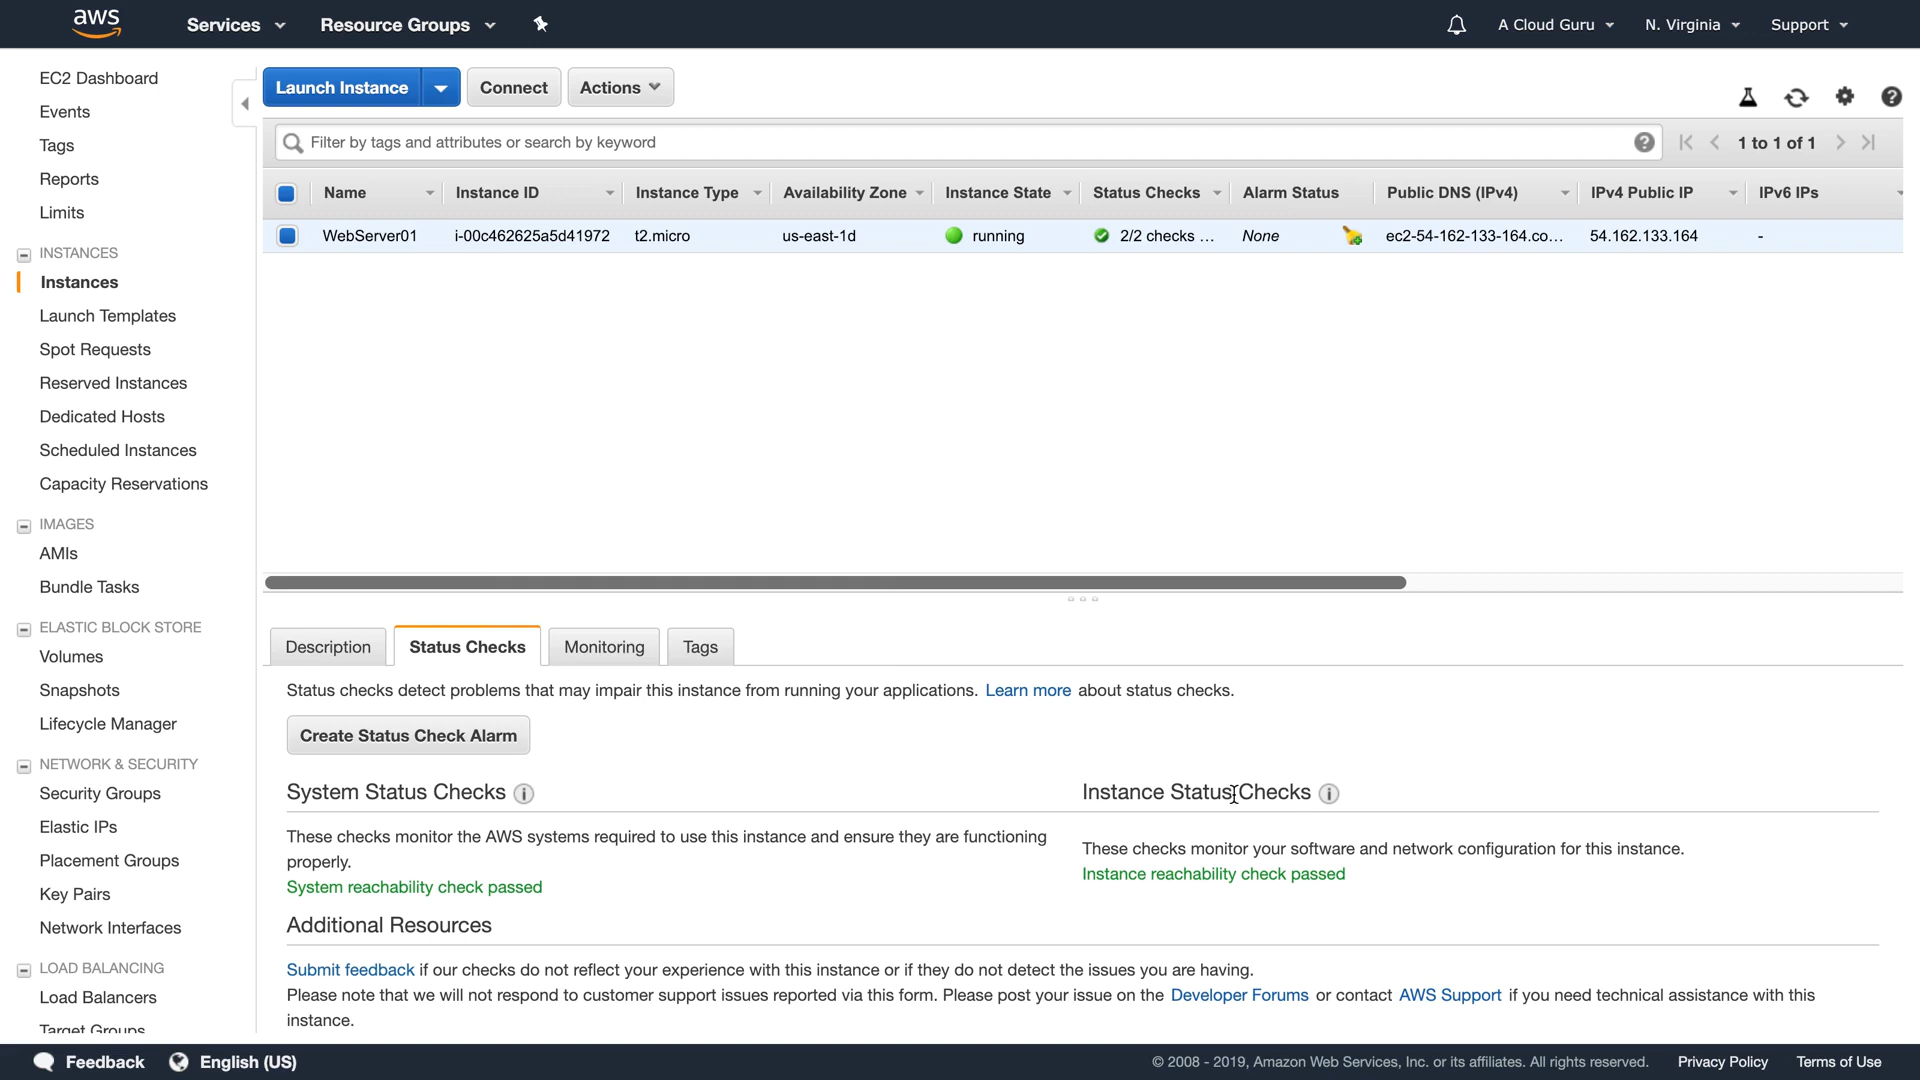 aws Services Resource Groups A Cloud Guru N. Virginia Support
EC2 Dashboard
Events
Tags
Reports
Limits
INSTANCES
Instances
Launch Templates
Spot Requests
Reserved Instances
Dedicated Hosts
Scheduled Instances
Capacity Reservations
IMAGES
AMIs
Bundle Tasks
ELASTIC BLOCK STORE
Volumes
Snapshots
Lifecycle Manager
NETWORK & SECURITY
Security Groups
Elastic IPs
Placement Groups
Key Pairs
Network Interfaces
LOAD BALANCING
Load Balancers
Target Groups
Launch Instance Connect Actions
Filter by tags and attributes or search by keyword 1 to 1 of 1
Name Instance ID Instance Type Availability Zone Instance State Status Checks Alarm Status Public DNS (IPv4) IPv4 Public IP IPv6 IPs
WebServer01 i-00c462625a5d41972 t2.micro us-east-1d running 2/2 checks ... None ec2-54-162-133-164.co... 54.162.133.164 -
Description Status Checks Monitoring Tags
Status checks detect problems that may impair this instance from running your applications. Learn more about status checks.
Create Status Check Alarm
System Status Checks
These checks monitor the AWS systems required to use this instance and ensure they are functioning
properly.
System reachability check passed
Instance Status Checks
These checks monitor your software and network configuration for this instance.
Instance reachability check passed
Additional Resources
Submit feedback if our checks do not reflect your experience with this instance or if they do not detect the issues you are having.
Please note that we will not respond to customer support issues reported via this form. Please post your issue on the Developer Forums or contact AWS Support if you need technical assistance with this
instance.
Feedback English (US) © 2008 - 2019, Amazon Web Services, Inc. or its affiliates. All rights reserved. Privacy Policy Terms of Use